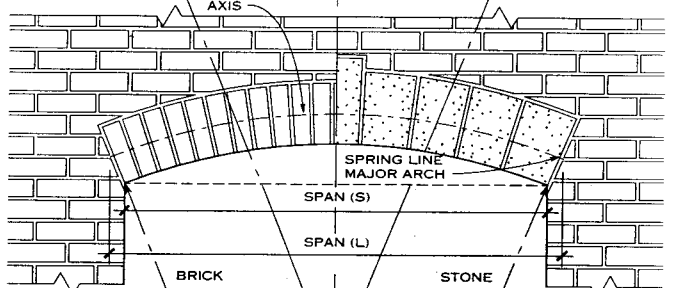 AXIS
SPRING LINE
MAJOR ARCH
SPAN (S)
SPAN (L)
BRICK
STONE